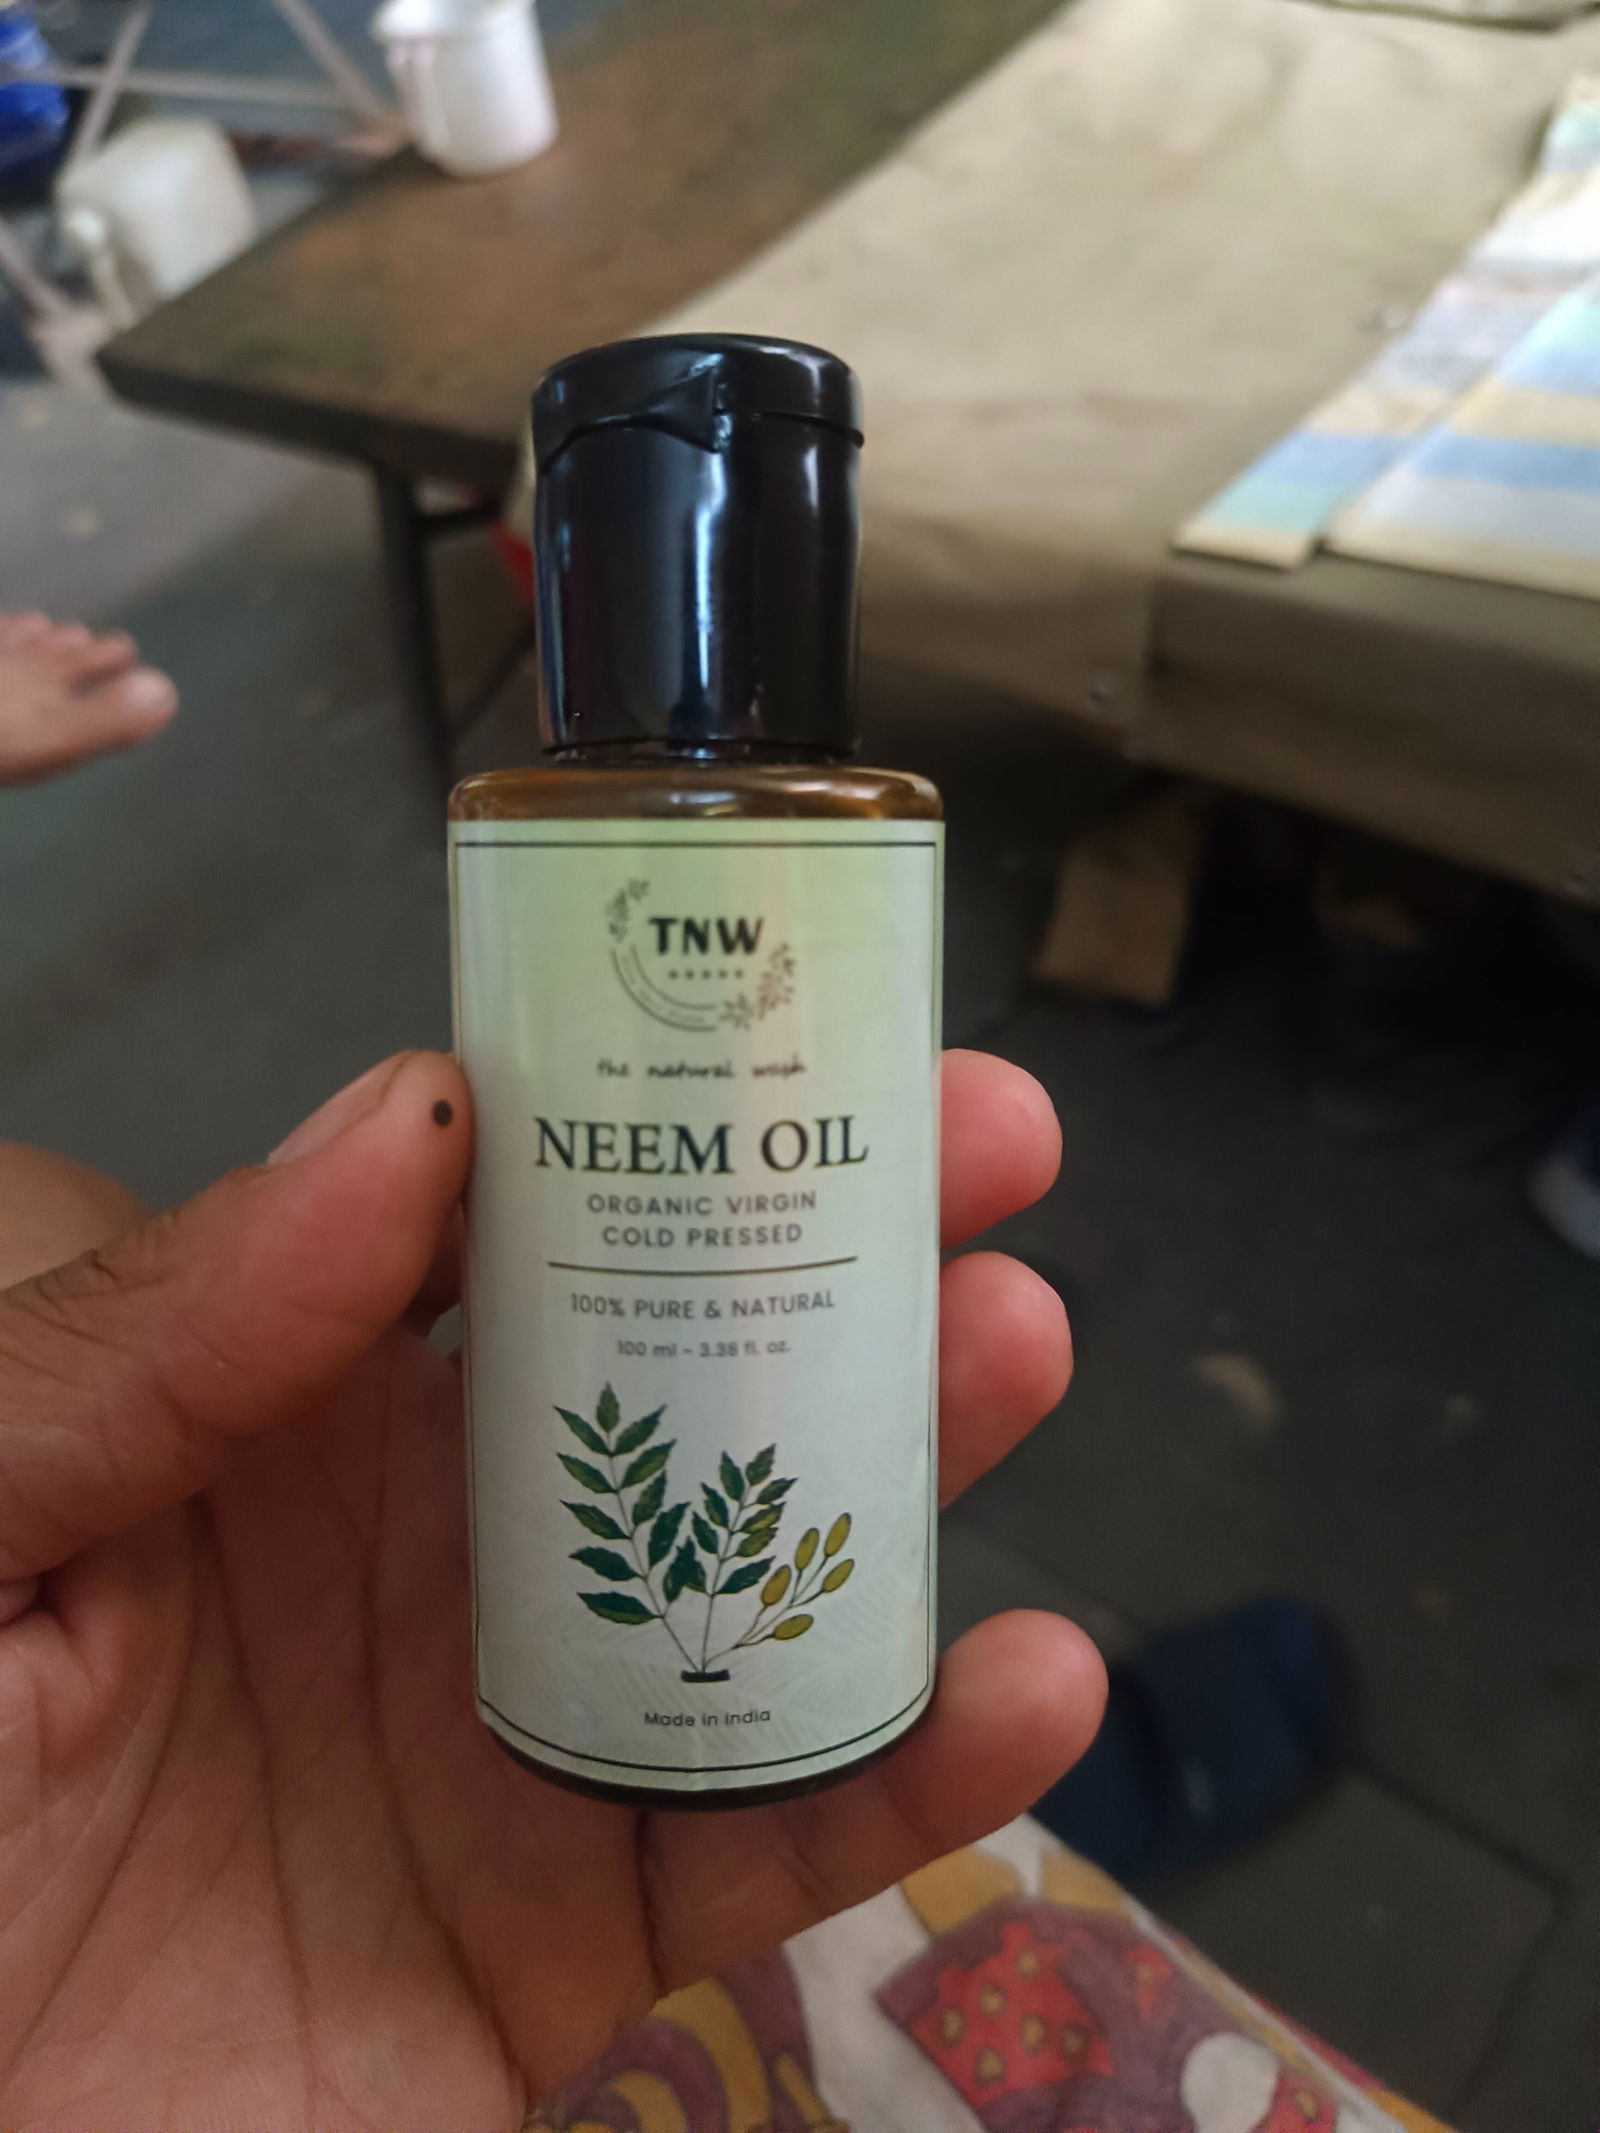 TNW
the natural wash
NEEM OIL
ORGANIC VIRGIN
COLD PRESSED
100% PURE & NATURAL
100 ml - 3.38 fl. oz.
Made in India